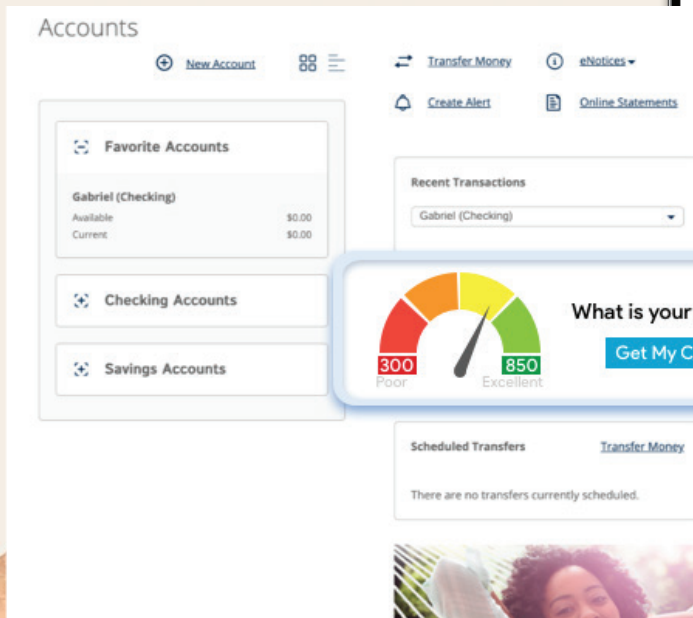 Accounts
New Account
Transfer Money
eNotices
Create Alert
Online Statements
Favorite Accounts
Gabriel (Checking)
Available $0.00
Current $0.00
Checking Accounts
Savings Accounts
Recent Transactions
Gabriel (Checking)
300
850
Poor
Excellent
What is your
Get My C
Scheduled Transfers
Transfer Money
There are no transfers currently scheduled.